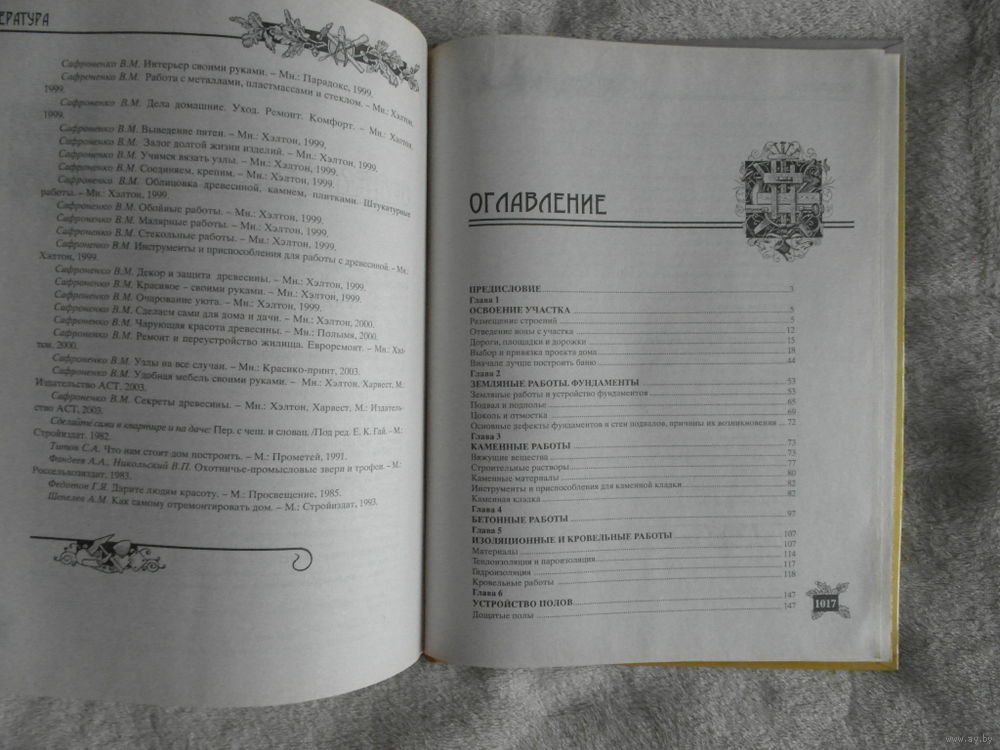 ЕРАТУРА
Сафроненко В.М. Интерьер своими руками. – Мн.: Парадокс, 1999.
Сафроненко В.М. Работа с металлами, пластмассами и стеклом. – Мн.: Хэлтон,
1999.
Сафроненко В.М. Дела домашние. Уход. Ремонт. Комфорт. – Мн.: Хэлтон,
1999.
Сафроненко В.М. Выведение пятен. – Мн.: Хэлтон, 1999.
Сафроненко В.М. Залог долгой жизни изделий. – Мн.: Хэлтон, 1999.
Сафроненко В.М. Учимся вязать узлы. – Мн.: Хэлтон, 1999.
Сафроненко В.М. Соединяем, крепим. – Мн.: Хэлтон, 1999.
Сафроненко В.М. Облицовка древесиной, камнем, плитками. Штукатурные
работы. – Мн.: Хэлтон, 1999.
Сафроненко В.М. Обойные работы. – Мн.: Хэлтон, 1999.
Сафроненко В.М. Малярные работы. – Мн.: Хэлтон, 1999.
Сафроненко В.М. Стекольные работы. – Мн.: Хэлтон, 1999.
Сафроненко В.М. Инструменты и приспособления для работы с древесиной. – Мн.:
Хэлтон, 1999.
Сафроненко В.М. Декор и защита древесины. – Мн.: Хэлтон, 1999.
Сафроненко В.М. Красивое – своими руками. – Мн.: Хэлтон, 1999.
Сафроненко В.М. Очарование уюта. – Мн.: Хэлтон, 1999.
Сафроненко В.М. Сделаем сами для дома и дачи. – Мн.: Хэлтон, 2000.
Сафроненко В.М. Чарующая красота древесины. – Мн.: Полымя, 2000.
Сафроненко В.М. Ремонт и переустройство жилища. Евроремонт. – Мн.: Хэл-
тон, 2000.
Сафроненко В.М. Узлы на все случаи. – Мн.: Красико-принт, 2003.
Сафроненко В.М. Удобная мебель своими руками. – Мн.: Хэлтон, Харвест, М.:
Издательство АСТ, 2003.
Сафроненко В.М. Секреты древесины. – Мн.: Хэлтон, Харвест, М.: Издатель-
ство АСТ, 2003.
Сделайте сами в квартире и на даче: Пер. с чеш. и словац. /Под ред. Е. К. Гай. – М.:
Стройиздат, 1982.
Титов С.А. Что нам стоит дом построить. – М.: Прометей, 1991.
Фандеев А.А., Никольский В.П. Охотничье-промысловые звери и трофеи. – М.:
Россельхозиздат, 1983.
Федотов Г.Я. Дарите людям красоту. – М.: Просвещение, 1985.
Шепелев А.М. Как самому отремонтировать дом. – М.: Стройиздат, 1993.
ОГЛАВЛЕНИЕ
ПРЕДИСЛОВИЕ 3
Глава 1
ОСВОЕНИЕ УЧАСТКА 5
Размещение строений 5
Отведение воды с участка 12
Дороги, площадки и дорожки 15
Выбор и привязка проекта дома 18
Вначале лучше построить баню 44
Глава 2
ЗЕМЛЯНЫЕ РАБОТЫ. ФУНДАМЕНТЫ 53
Земляные работы и устройство фундаментов 53
Подвал и подполье 65
Цоколь и отмостка 69
Основные дефекты фундаментов и стен подвалов, причины их возникновения ... 72
Глава 3
КАМЕННЫЕ РАБОТЫ 73
Вяжущие вещества 73
Строительные растворы 77
Каменные материалы 80
Инструменты и приспособления для каменной кладки 82
Каменная кладка 82
Глава 4
БЕТОННЫЕ РАБОТЫ 97
Глава 5
ИЗОЛЯЦИОННЫЕ И КРОВЕЛЬНЫЕ РАБОТЫ 107
Материалы 107
Теплоизоляция и пароизоляция 114
Гидроизоляция 117
Кровельные работы 118
Глава 6
УСТРОЙСТВО ПОЛОВ 147
Дощатые полы 147
1017
www.ay.by